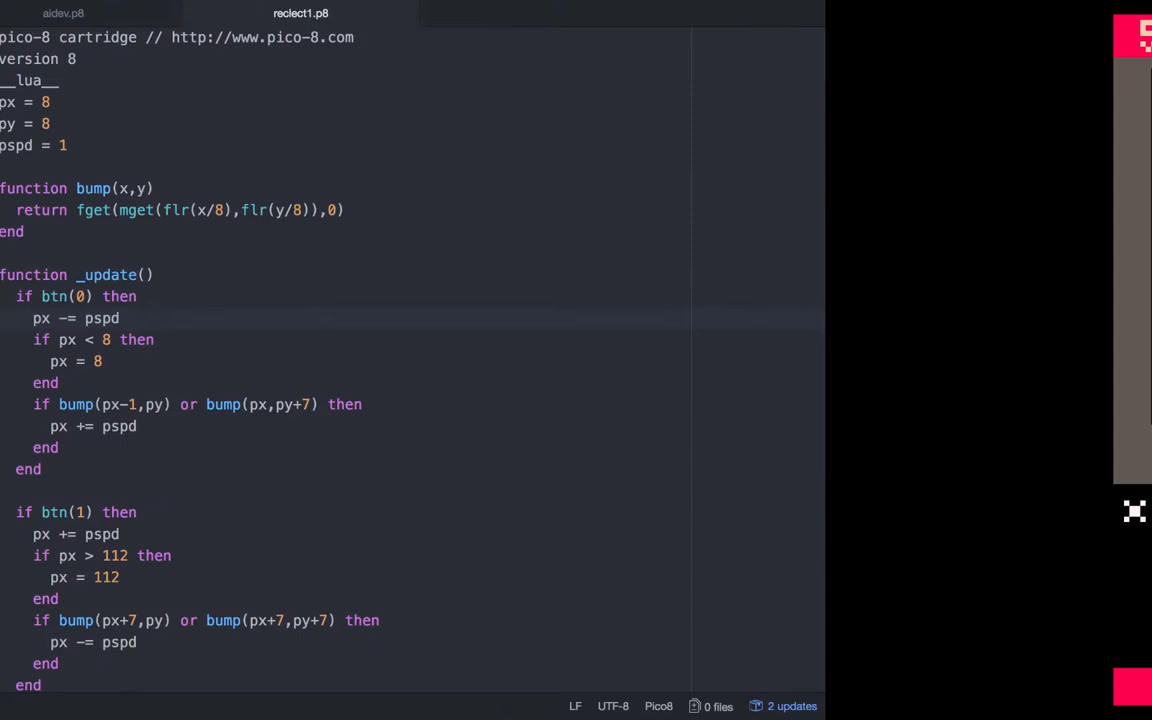 aidev.p8
reclect1.p8
pico-8 cartridge // http://www.pico-8.com
version 8
__lua__
px = 8
py = 8
pspd = 1
function bump(x,y)
return fget(mget(flr(x/8),flr(y/8)),0)
end
function _update()
if btn(0) then
px -= pspd
if px < 8 then
px = 8
end
if bump(px-1,py) or bump(px,py+7) then
px += pspd
end
end
if btn(1) then
px += pspd
if px > 112 then
px = 112
end
if bump(px+7,py) or bump(px+7,py+7) then
px -= pspd
end
end
LF UTF-8 Pico8 0 files 2 updates